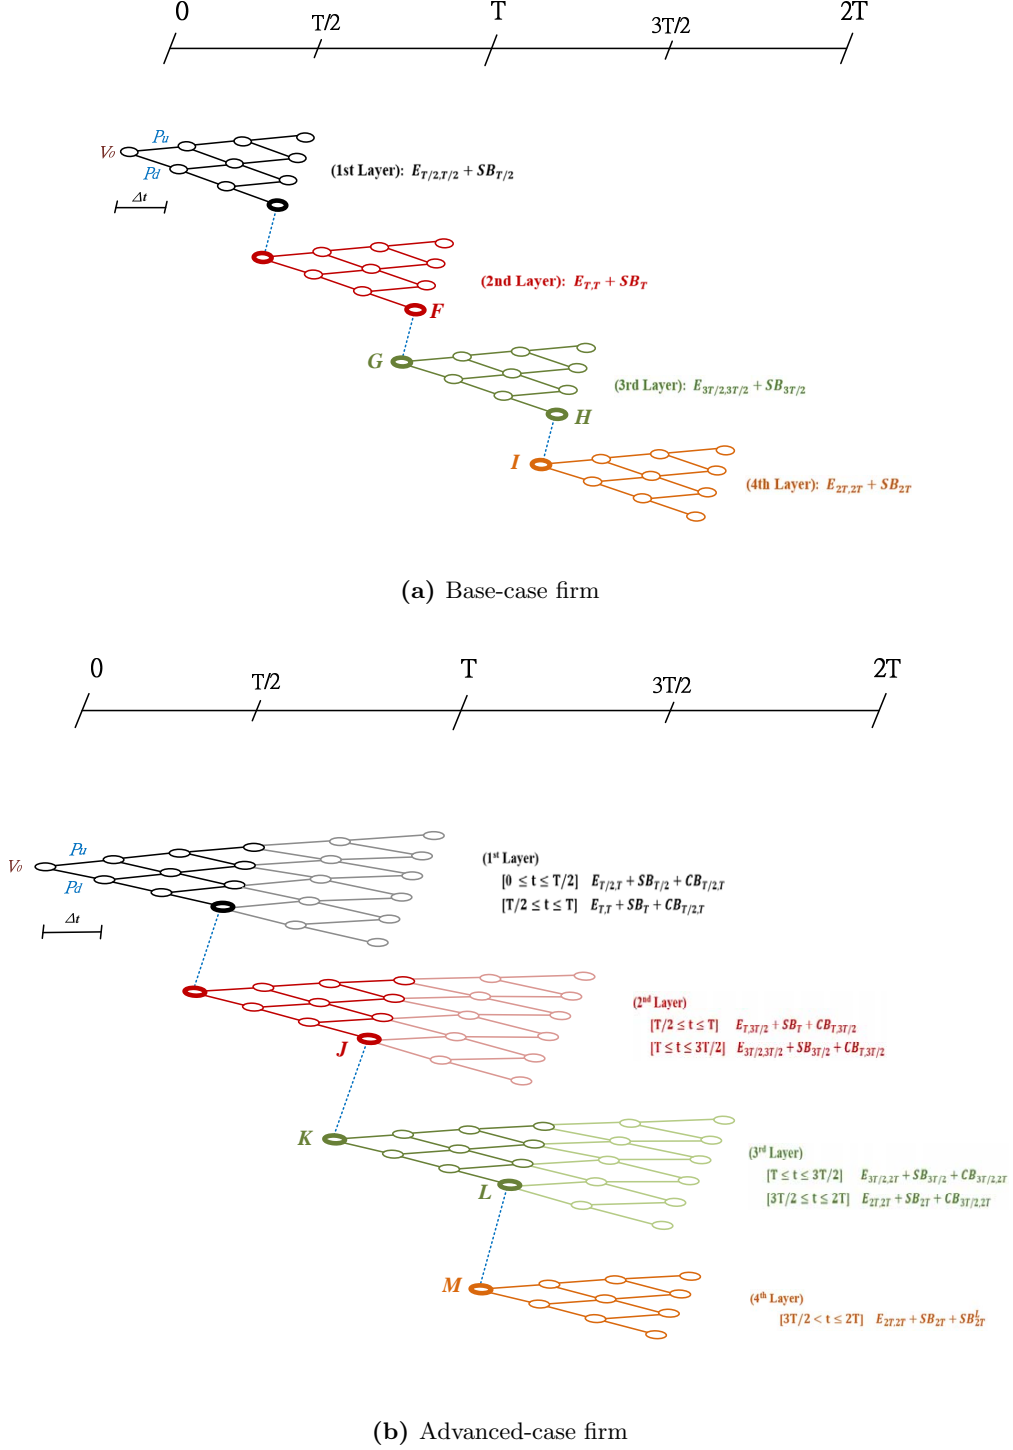 0 T/2 T 3T/2 2T
Pu
V0
Pd
Δt
(1st Layer): E_{T/2,T/2} + SB_{T/2}
(2nd Layer): E_{T,T} + SB_T
F
G
(3rd Layer): E_{3T/2,3T/2} + SB_{3T/2}
H
I
(4th Layer): E_{2T,2T} + SB_{2T}
(a) Base-case firm
0 T/2 T 3T/2 2T
Pu
V0
Pd
Δt
(1st Layer)
[0 ≤ t ≤ T/2] E_{T/2,T} + SB_{T/2} + CB_{T/2,T}
[T/2 ≤ t ≤ T] E_{T,T} + SB_T + CB_{T/2,T}
(2nd Layer)
[T/2 ≤ t ≤ T] E_{T,3T/2} + SB_T + CB_{T,3T/2}
[T ≤ t ≤ 3T/2] E_{3T/2,3T/2} + SB_{3T/2} + CB_{T,3T/2}
J
K
(3rd Layer)
[T ≤ t ≤ 3T/2] E_{3T/2,2T} + SB_{3T/2} + CB_{3T/2,2T}
[3T/2 ≤ t ≤ 2T] E_{2T,2T} + SB_{2T} + CB_{3T/2,2T}
L
M
(4th Layer)
[3T/2 < t ≤ 2T] E_{2T,2T} + SB_{2T} + SB^L_{2T}
(b) Advanced-case firm